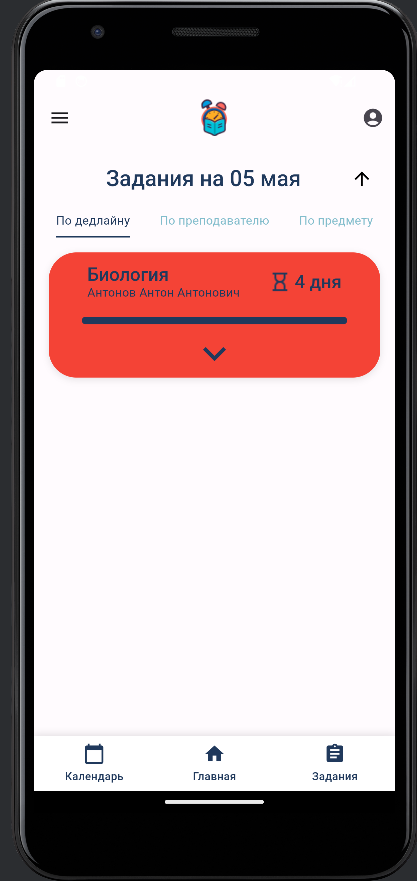 Задания на 05 мая
По дедлайну По преподавателю По предмету
Биология
4 дня
Антонов Антон Антонович
Календарь Главная Задания